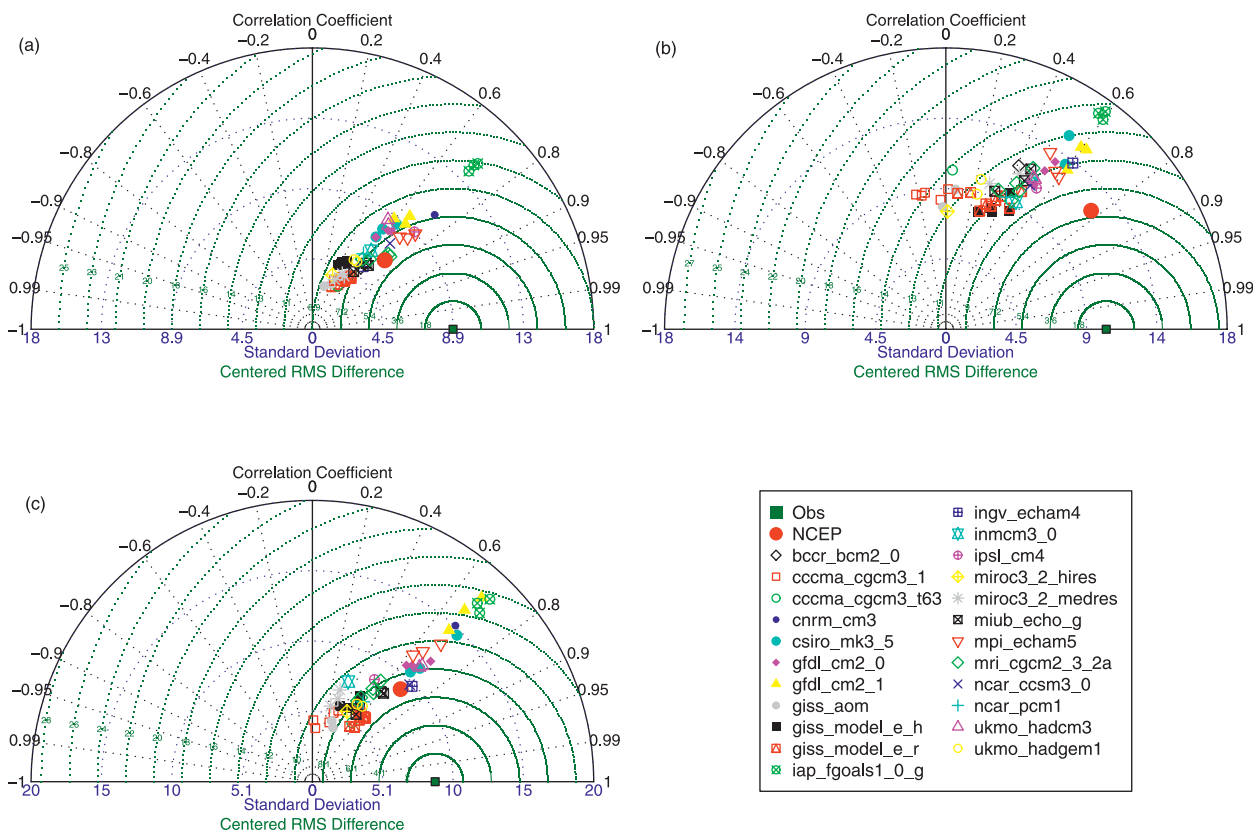 (a)
Correlation Coefficient
-1 -0.99 -0.95 -0.9 -0.8 -0.6 -0.4 -0.2 0 0.2 0.4 0.6 0.8 0.9 0.95 0.99 1
18 13 9 4.5 0 4.5 8.9 13 18
Standard Deviation
Centered RMS Difference
(b)
Correlation Coefficient
-1 -0.99 -0.95 -0.9 -0.8 -0.6 -0.4 -0.2 0 0.2 0.4 0.6 0.8 0.9 0.95 0.99 1
18 14 9 4.5 0 4.5 9 14 18
Standard Deviation
Centered RMS Difference
(c)
Correlation Coefficient
-1 -0.99 -0.95 -0.9 -0.8 -0.6 -0.4 -0.2 0 0.2 0.4 0.6 0.8 0.9 0.95 0.99 1
20 15 10 5.1 0 5.1 10 15 20
Standard Deviation
Centered RMS Difference
Obs
NCEP
bccr_bcm2_0
cccma_cgcm3_1
cccma_cgcm3_t63
cnrm_cm3
csiro_mk3_5
gfdl_cm2_0
gfdl_cm2_1
giss_aom
giss_model_e_h
giss_model_e_r
iap_fgoals1_0_g
ingv_echam4
inmcm3_0
ipsl_cm4
miroc3_2_hires
miroc3_2_medres
miub_echo_g
mpi_echam5
mri_cgcm2_3_2a
ncar_ccsm3_0
ncar_pcm1
ukmo_hadcm3
ukmo_hadgem1